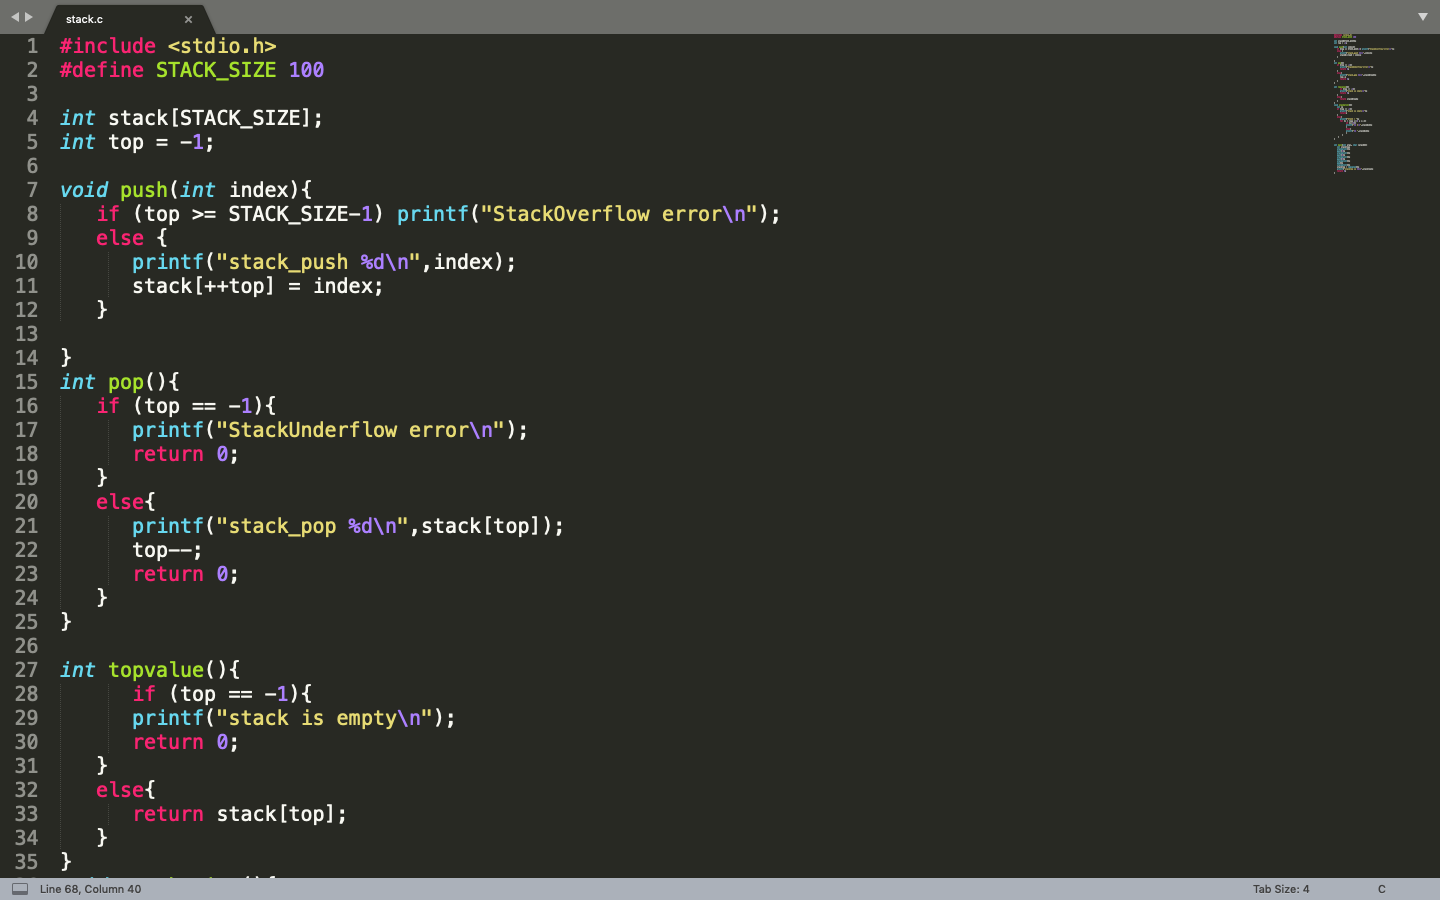 stack.c
1 #include <stdio.h>
2 #define STACK_SIZE 100
3
4 int stack[STACK_SIZE];
5 int top = -1;
6
7 void push(int index){
8 if (top >= STACK_SIZE-1) printf("StackOverflow error\n");
9 else {
10 printf("stack_push %d\n",index);
11 stack[++top] = index;
12 }
13
14 }
15 int pop(){
16 if (top == -1){
17 printf("StackUnderflow error\n");
18 return 0;
19 }
20 else{
21 printf("stack_pop %d\n",stack[top]);
22 top--;
23 return 0;
24 }
25 }
26
27 int topvalue(){
28 if (top == -1){
29 printf("stack is empty\n");
30 return 0;
31 }
32 else{
33 return stack[top];
34 }
35 }
Line 68, Column 40
Tab Size: 4
C